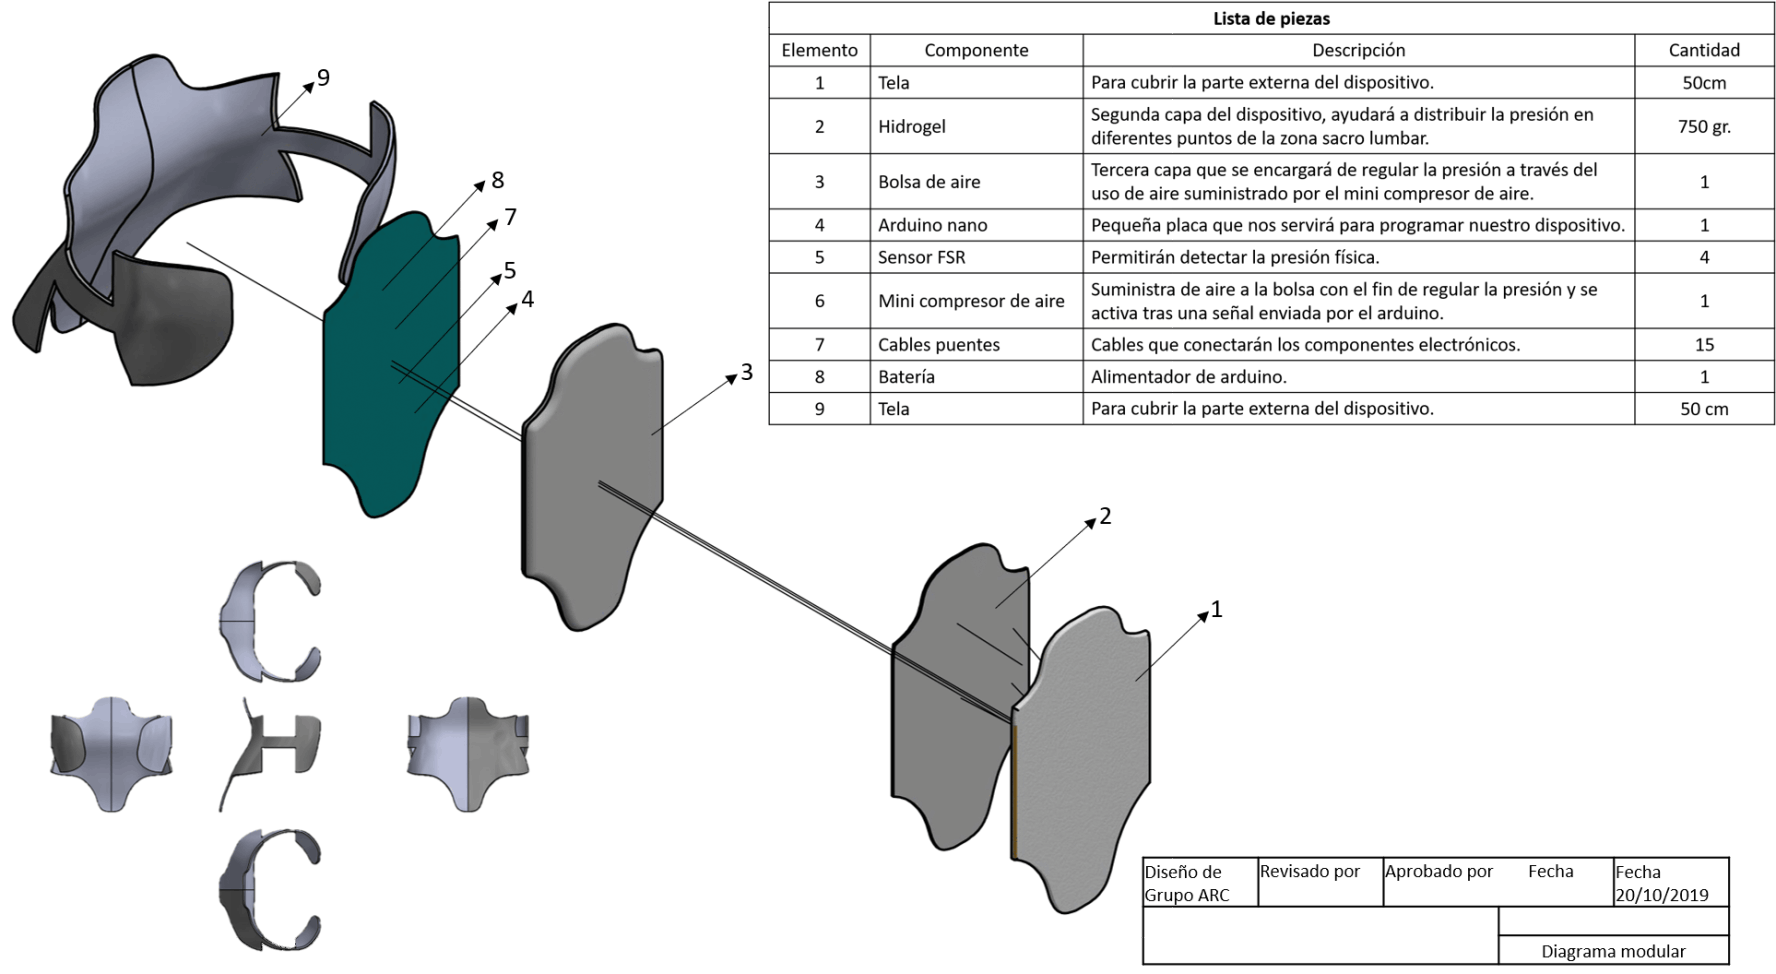 Lista de piezas
Elemento Componente Descripción Cantidad
1 Tela Para cubrir la parte externa del dispositivo. 50cm
2 Hidrogel Segunda capa del dispositivo, ayudará a distribuir la presión en
diferentes puntos de la zona sacro lumbar. 750 gr.
3 Bolsa de aire Tercera capa que se encargará de regular la presión a través del
uso de aire suministrado por el mini compresor de aire. 1
4 Arduino nano Pequeña placa que nos servirá para programar nuestro dispositivo. 1
5 Sensor FSR Permitirán detectar la presión física. 4
6 Mini compresor de aire Suministra de aire a la bolsa con el fin de regular la presión y se
activa tras una señal enviada por el arduino. 1
7 Cables puentes Cables que conectarán los componentes electrónicos. 15
8 Batería Alimentador de arduino. 1
9 Tela Para cubrir la parte externa del dispositivo. 50 cm
9
8
7
5
4
3
2
1
Diseño de
Grupo ARC
Revisado por
Aprobado por
Fecha
Fecha
20/10/2019
Diagrama modular